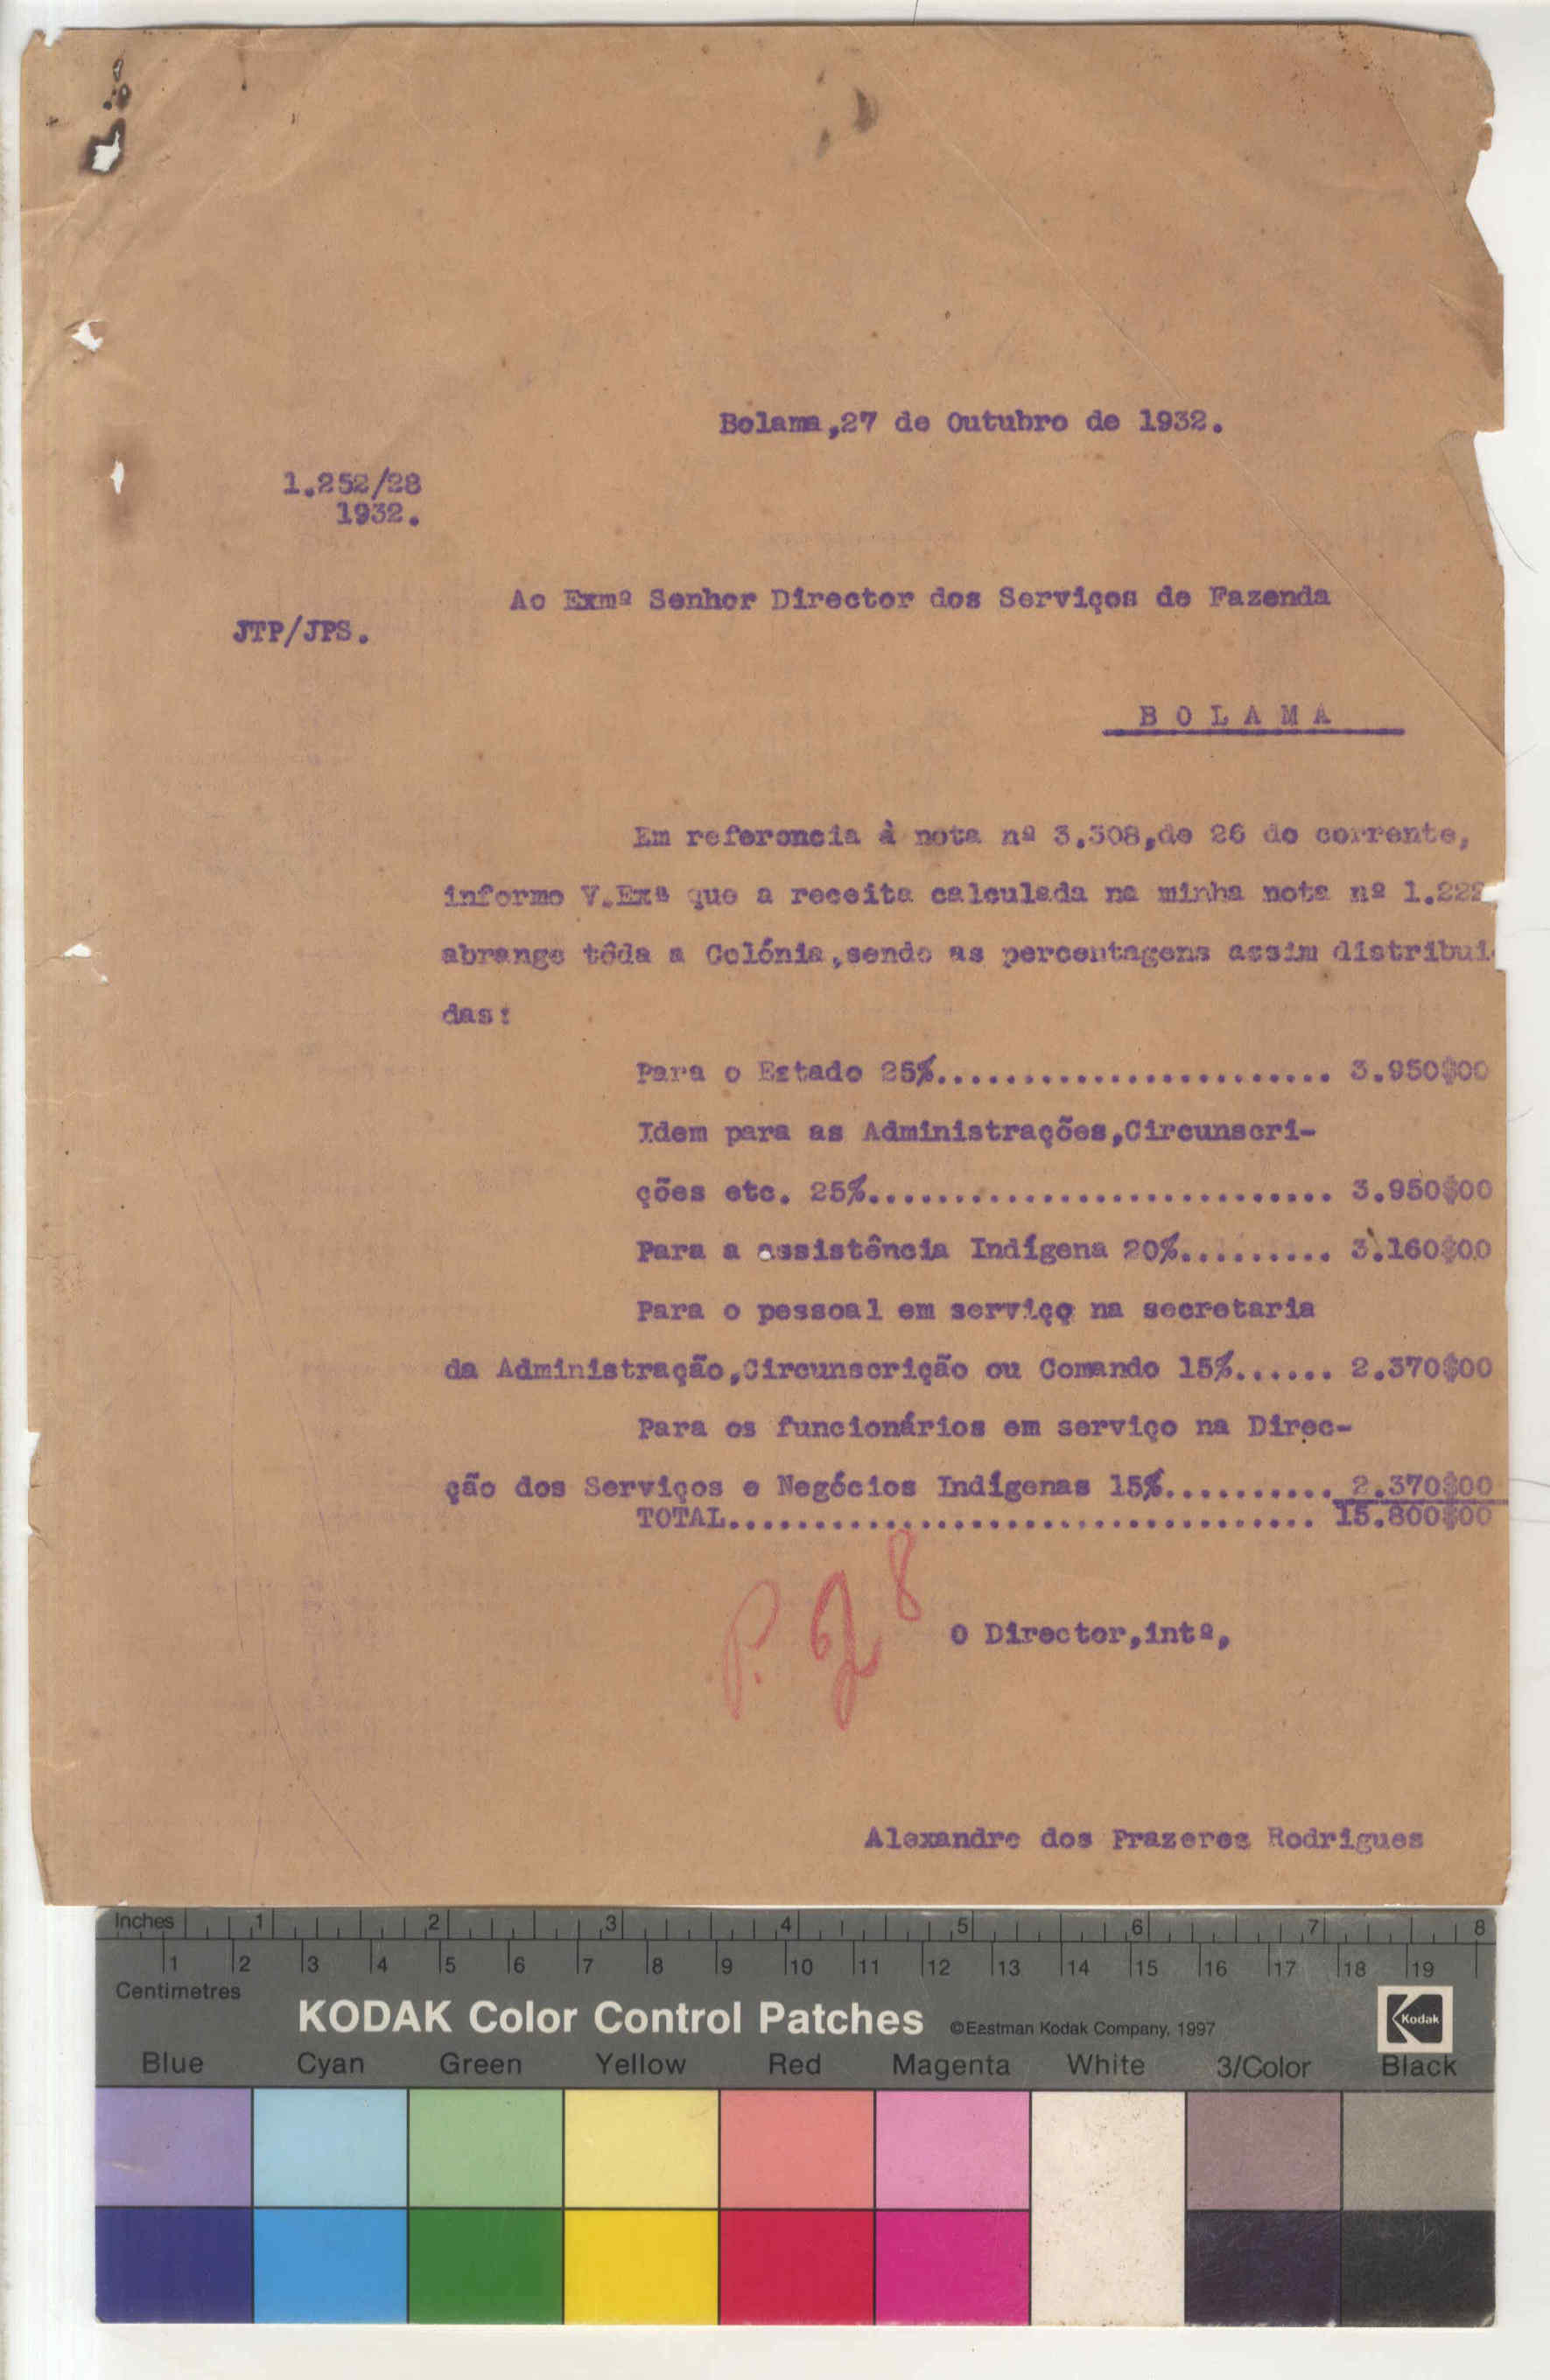 Bolama,27 de Outubro de 1932.
1.252/28
1932.
Ao Exmº Senhor Director dos Serviços de Fazenda
JTP/JPS.
BOLAMA
Em referencia à nota nº 3.308,de 26 do corrente,
informo V.Exª que a receita calculada na minha nota nº 1.222
abrange tôda a Colónia,sendo as percentagens assim distribui
das:
Para o Estado 25%........................ 3.950$00
Idem para as Administrações,Circunscri-
ções etc. 25%............................ 3.950$00
Para a assistência Indígena 20%......... 3.160$00
Para o pessoal em serviço na secretaria
da Administração,Circunscrição ou Comando 15%...... 2.370$00
Para os funcionários em serviço na Direc-
ção dos Serviços e Negócios Indígenas 15%.......... 2.370$00
TOTAL................................... 15.800$00
P. 8
O Director,intº,
Alexandre dos Prazeres Rodrigues
Inches 1 2 3 4 5 6 7 8
1 2 3 4 5 6 7 8 9 10 11 12 13 14 15 16 17 18 19
Centimetres
KODAK Color Control Patches ©Eastman Kodak Company, 1997 Kodak
Blue Cyan Green Yellow Red Magenta White 3/Color Black